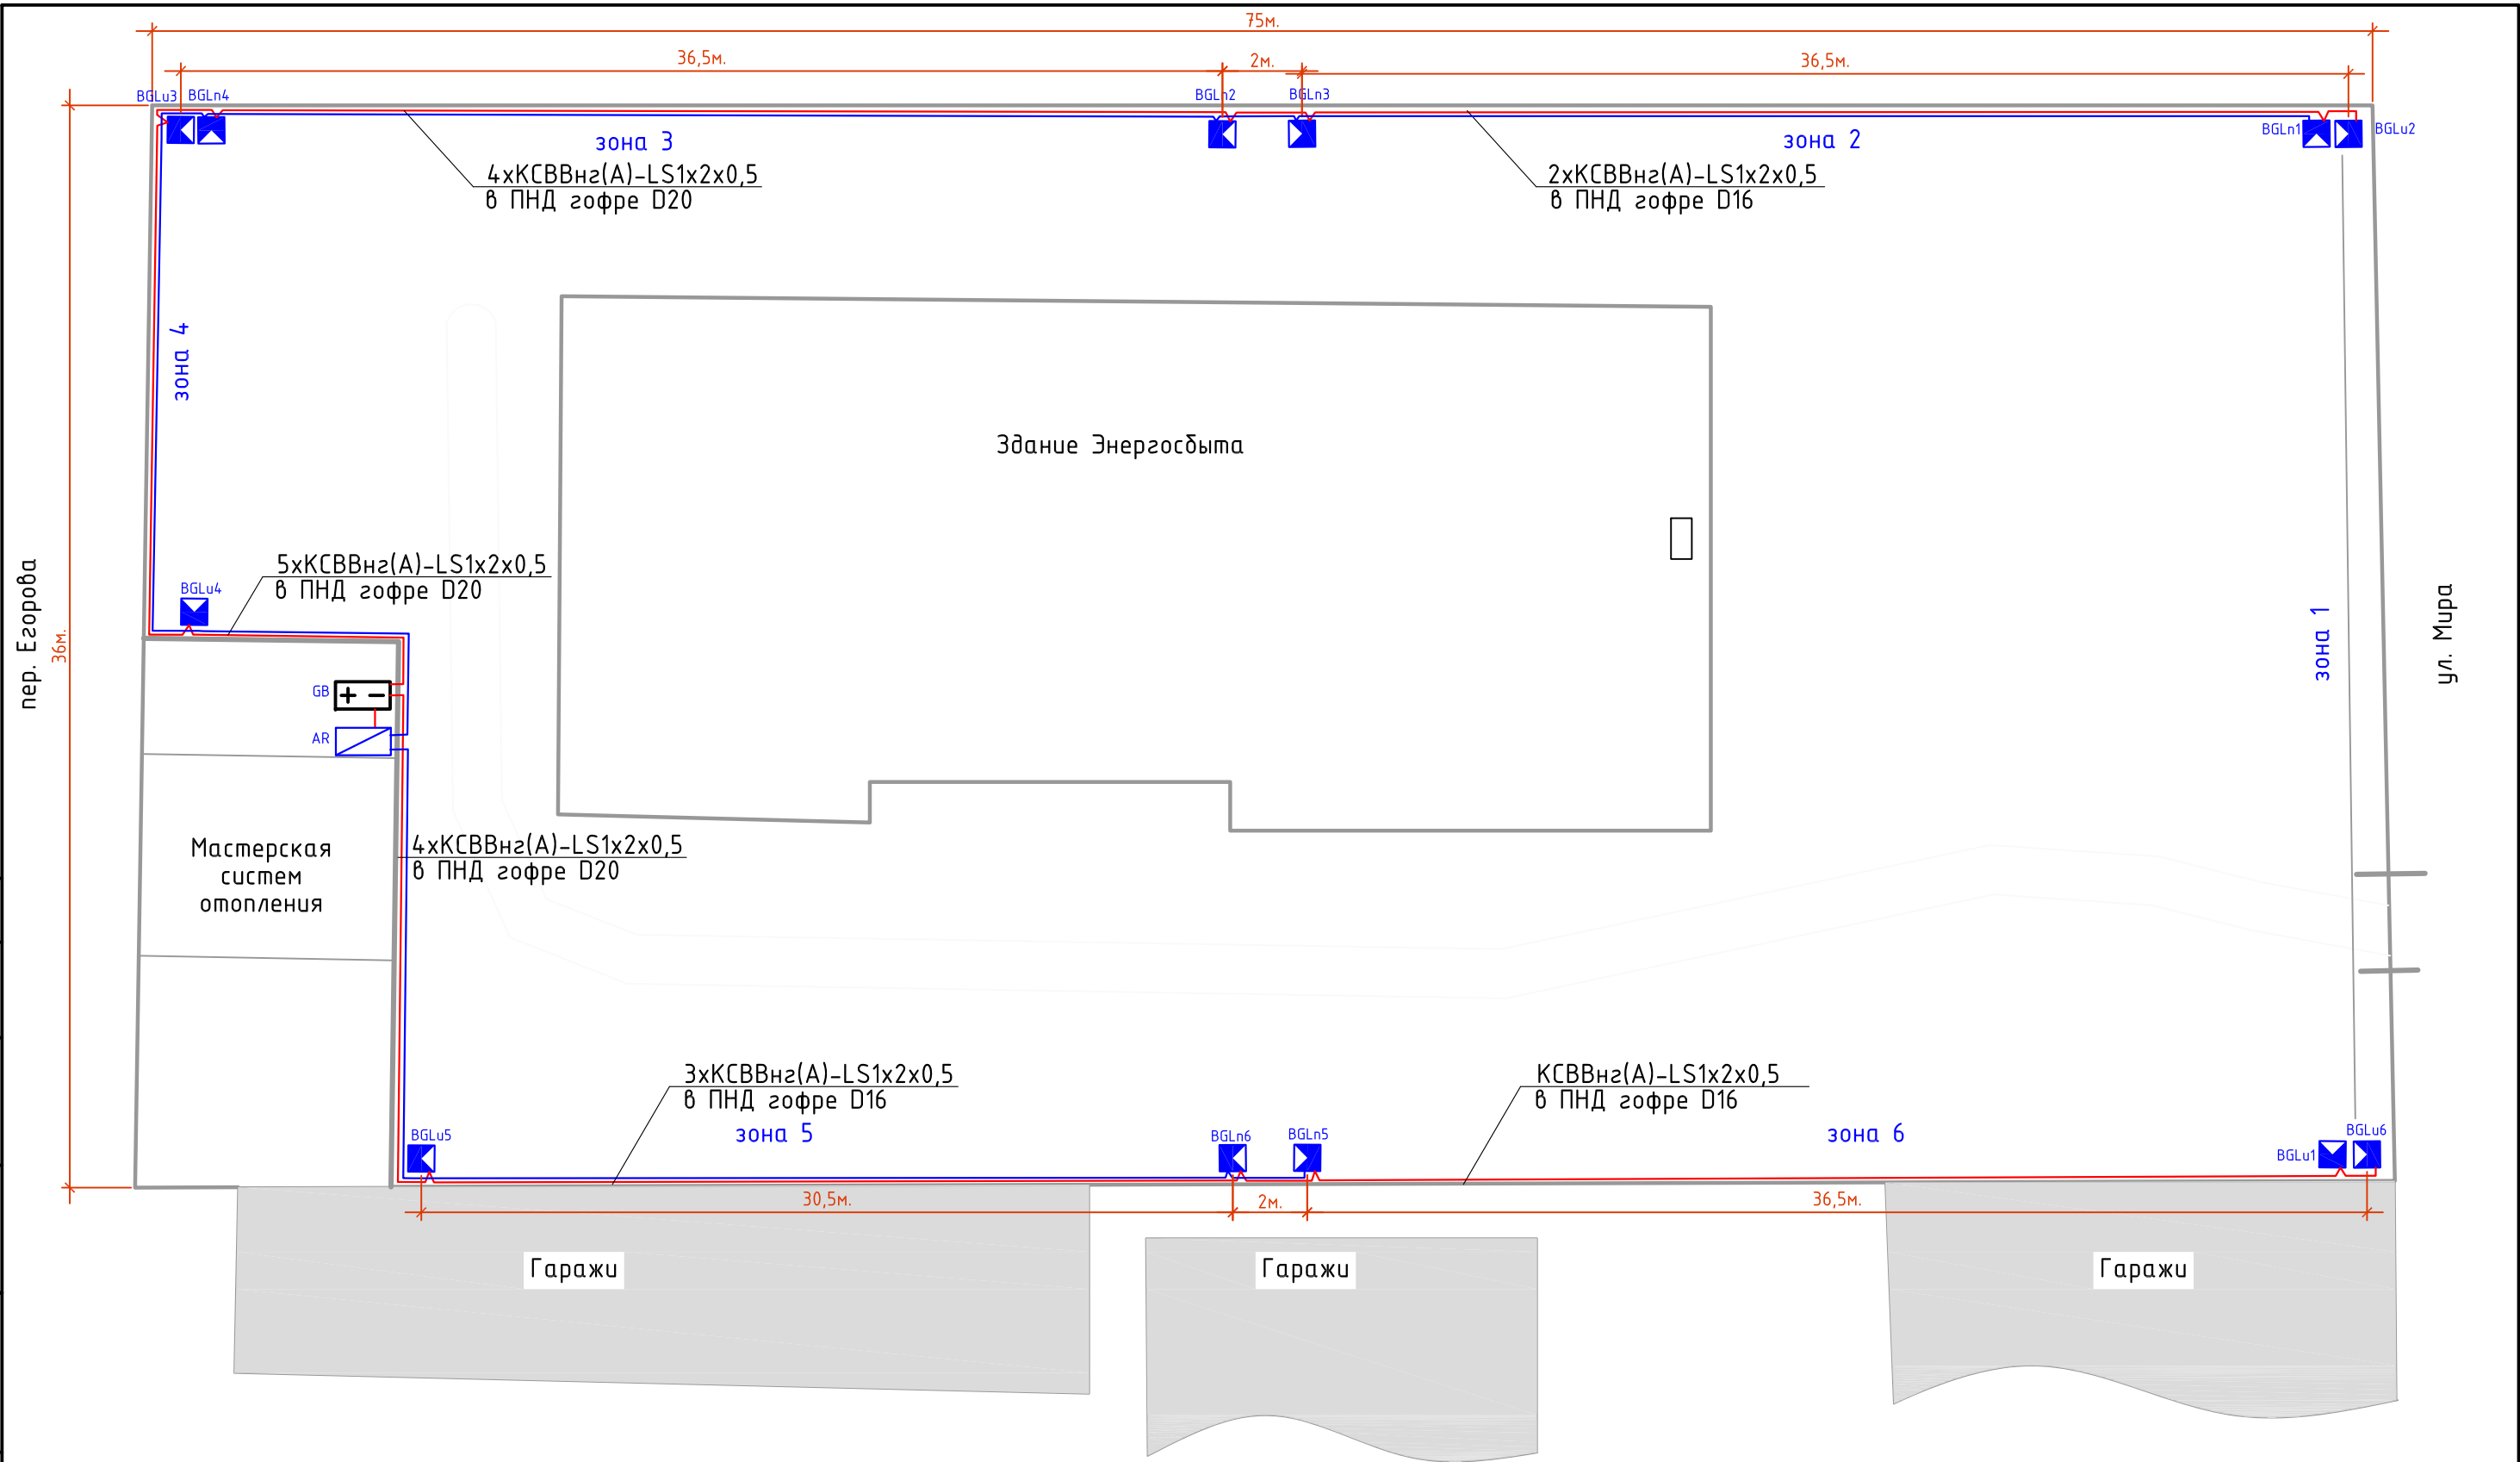 75м.
36,5м.
2м.
36,5м.
BGLu3
BGLn4
BGLn2
BGLn3
BGLn1
BGLu2
зона 3
зона 2
4хКСВВнг(А)-LS1х2х0,5
в ПНД гофре D20
2хКСВВнг(А)-LS1х2х0,5
в ПНД гофре D16
зона 4
Здание Энергосбыта
5хКСВВнг(А)-LS1х2х0,5
в ПНД гофре D20
BGLu4
пер. Егорова
36м.
зона 1
ул. Мира
GB
+ -
AR
Мастерская
систем
отопления
4хКСВВнг(А)-LS1х2х0,5
в ПНД гофре D20
3хКСВВнг(А)-LS1х2х0,5
в ПНД гофре D16
КСВВнг(А)-LS1х2х0,5
в ПНД гофре D16
зона 5
зона 6
BGLu5
BGLn6
BGLn5
BGLu1
BGLu6
30,5м.
2м.
36,5м.
Гаражи
Гаражи
Гаражи